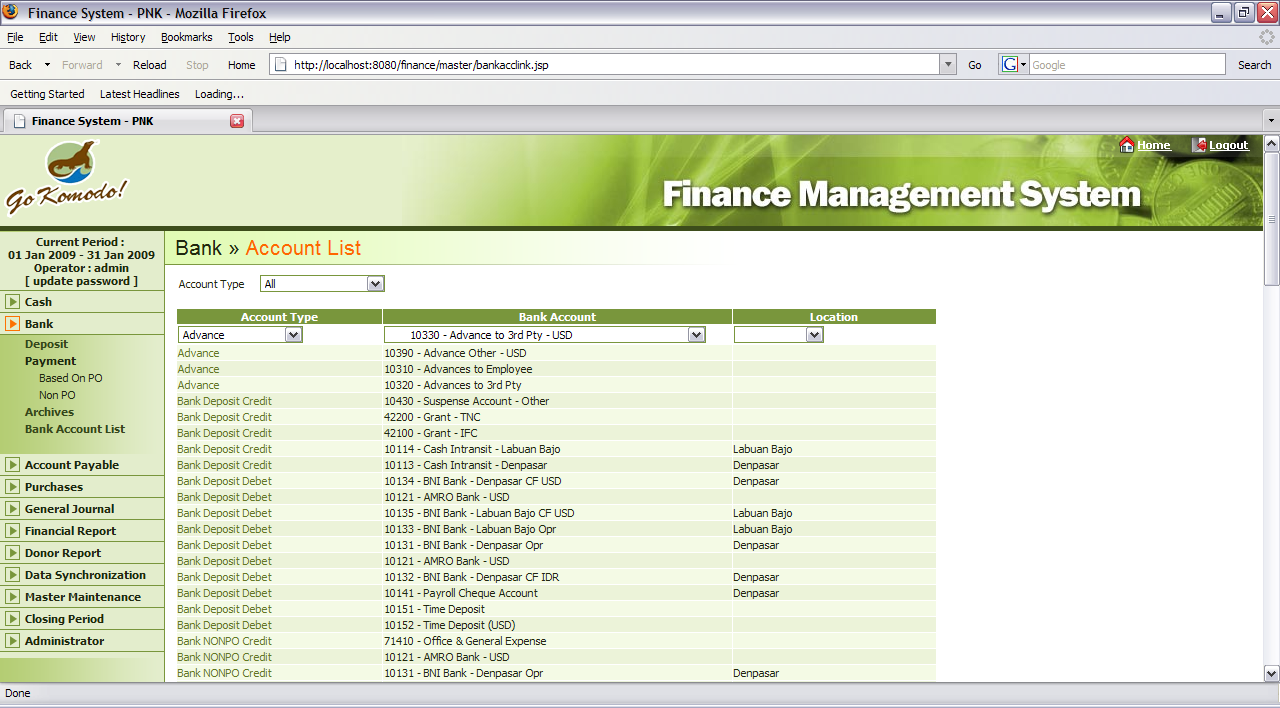 Finance System - PNK - Mozilla Firefox
File Edit View History Bookmarks Tools Help
Back Forward Reload Stop Home http://localhost:8080/finance/master/bankacclink.jsp Go G Google Search
Getting Started Latest Headlines Loading...
Finance System - PNK
Home Logout
Go Komodo!
Finance Management System
Current Period :
01 Jan 2009 - 31 Jan 2009
Operator : admin
[ update password ]
Cash
Bank
Deposit
Payment
Based On PO
Non PO
Archives
Bank Account List
Account Payable
Purchases
General Journal
Financial Report
Donor Report
Data Synchronization
Master Maintenance
Closing Period
Administrator
Bank » Account List
Account Type All
Account Type Bank Account Location
Advance 10330 - Advance to 3rd Pty - USD
Advance 10390 - Advance Other - USD
Advance 10310 - Advances to Employee
Advance 10320 - Advances to 3rd Pty
Bank Deposit Credit 10430 - Suspense Account - Other
Bank Deposit Credit 42200 - Grant - TNC
Bank Deposit Credit 42100 - Grant - IFC
Bank Deposit Credit 10114 - Cash Intransit - Labuan Bajo Labuan Bajo
Bank Deposit Credit 10113 - Cash Intransit - Denpasar Denpasar
Bank Deposit Debet 10134 - BNI Bank - Denpasar CF USD Denpasar
Bank Deposit Debet 10121 - AMRO Bank - USD
Bank Deposit Debet 10135 - BNI Bank - Labuan Bajo CF USD Labuan Bajo
Bank Deposit Debet 10133 - BNI Bank - Labuan Bajo Opr Labuan Bajo
Bank Deposit Debet 10131 - BNI Bank - Denpasar Opr Denpasar
Bank Deposit Debet 10121 - AMRO Bank - USD
Bank Deposit Debet 10132 - BNI Bank - Denpasar CF IDR Denpasar
Bank Deposit Debet 10141 - Payroll Cheque Account Denpasar
Bank Deposit Debet 10151 - Time Deposit
Bank Deposit Debet 10152 - Time Deposit (USD)
Bank NONPO Credit 71410 - Office & General Expense
Bank NONPO Credit 10121 - AMRO Bank - USD
Bank NONPO Credit 10131 - BNI Bank - Denpasar Opr Denpasar
Done